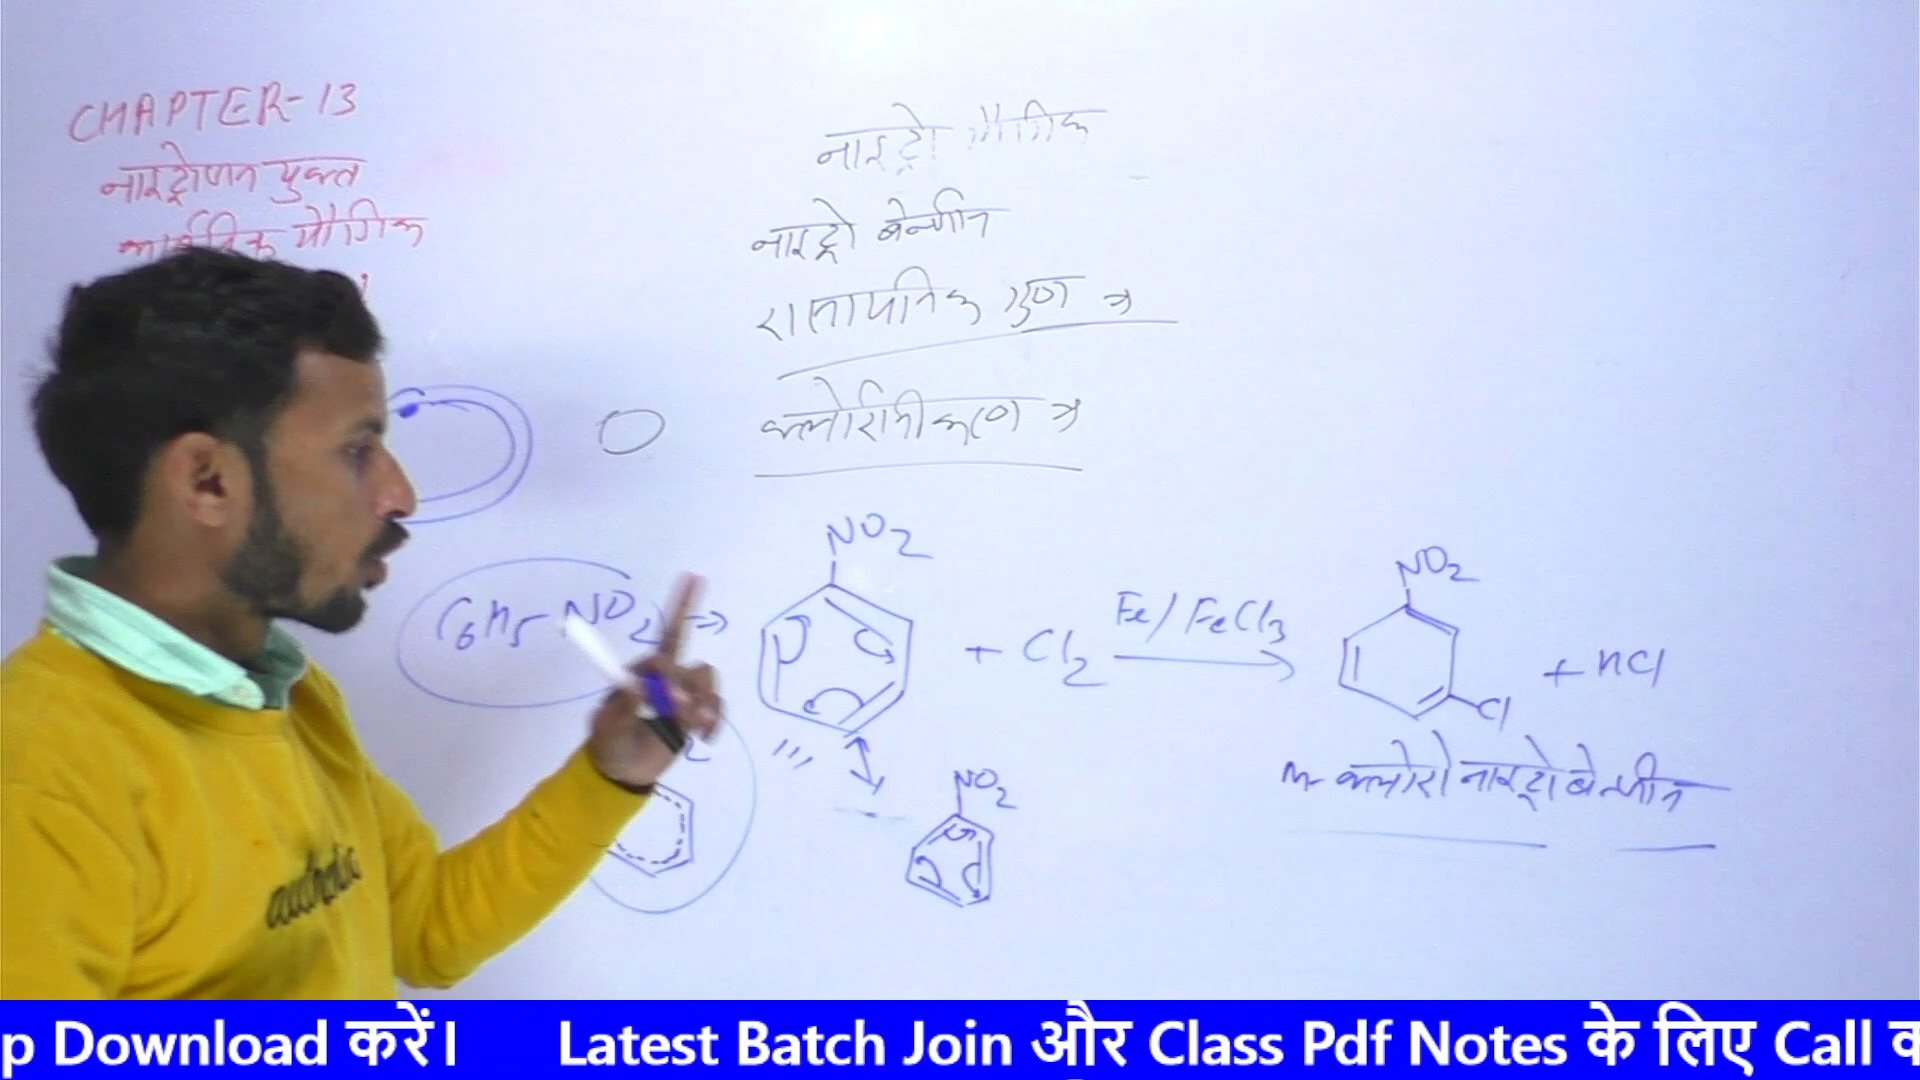 CHAPTER-13
नाइट्रोजन युक्त
कार्बनिक यौगिक
नाइट्रो यौगिक
नाइट्रो बेन्जीन
रासायनिक गुण →
क्लोरीनीकरण →
C6H5-NO2 →
NO2
+ Cl2
Fe/FeCl3
NO2
Cl
+ HCl
m-क्लोरो नाइट्रो बेन्जीन
NO2
p Download करें। Latest Batch Join और Class Pdf Notes के लिए Call